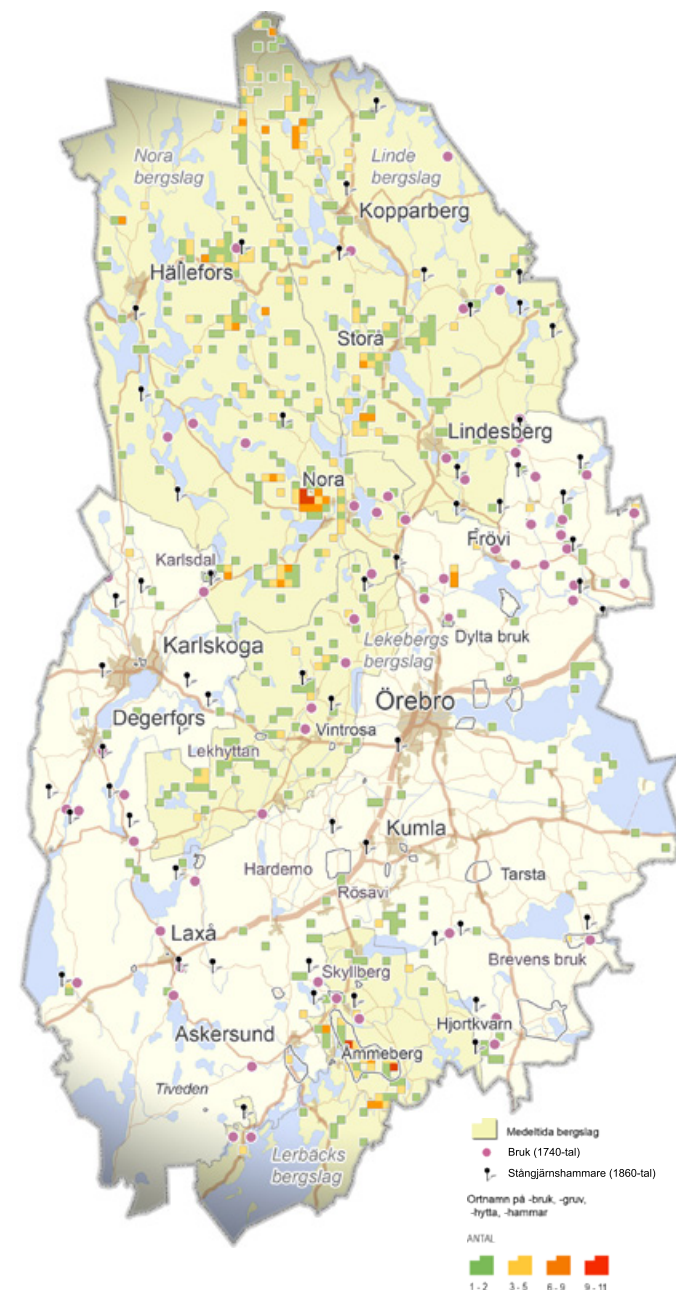 Nora
bergslag
Linde
bergslag
Kopparberg
Hällefors
Storå
Lindesberg
Nora
Frövi
Karlsdal
Karlskoga
Lekebergs
bergslag
Dylta bruk
Örebro
Degerfors
Vintrosa
Lekhyttan
Kumla
Hardemo
Tarsta
Rösavi
Laxå
Brevens bruk
Skyllberg
Askersund
Hjortkvarn
Åmmeberg
Tiveden
Lerbäcks
bergslag
Medeltida bergslag
Bruk (1740-tal)
Stångjärnshammare (1860-tal)
Ortnamn på -bruk, -gruv,
-hytta, -hammar
ANTAL
1 - 2 3 - 5 6 - 9 9 - 11